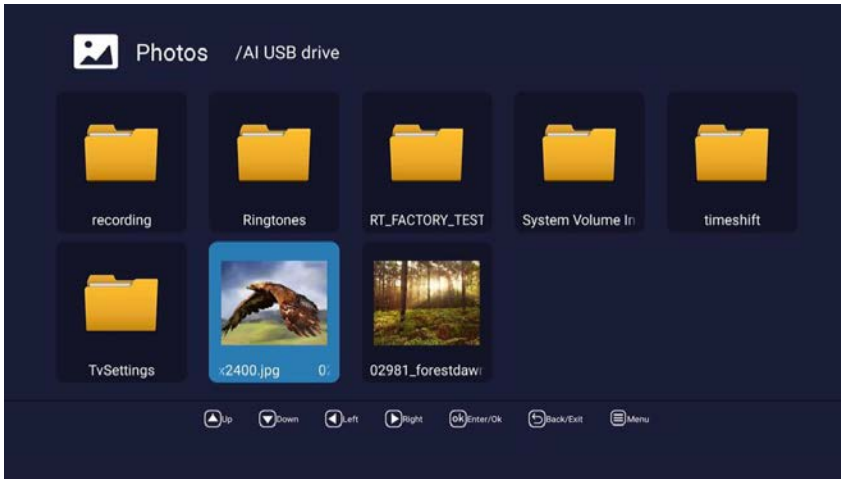 Photos /AI USB drive
recording Ringtones RT_FACTORY_TEST System Volume In timeshift
TvSettings x2400.jpg 02981_forestdawn
Up Down Left Right ok Enter/Ok Back/Exit Menu